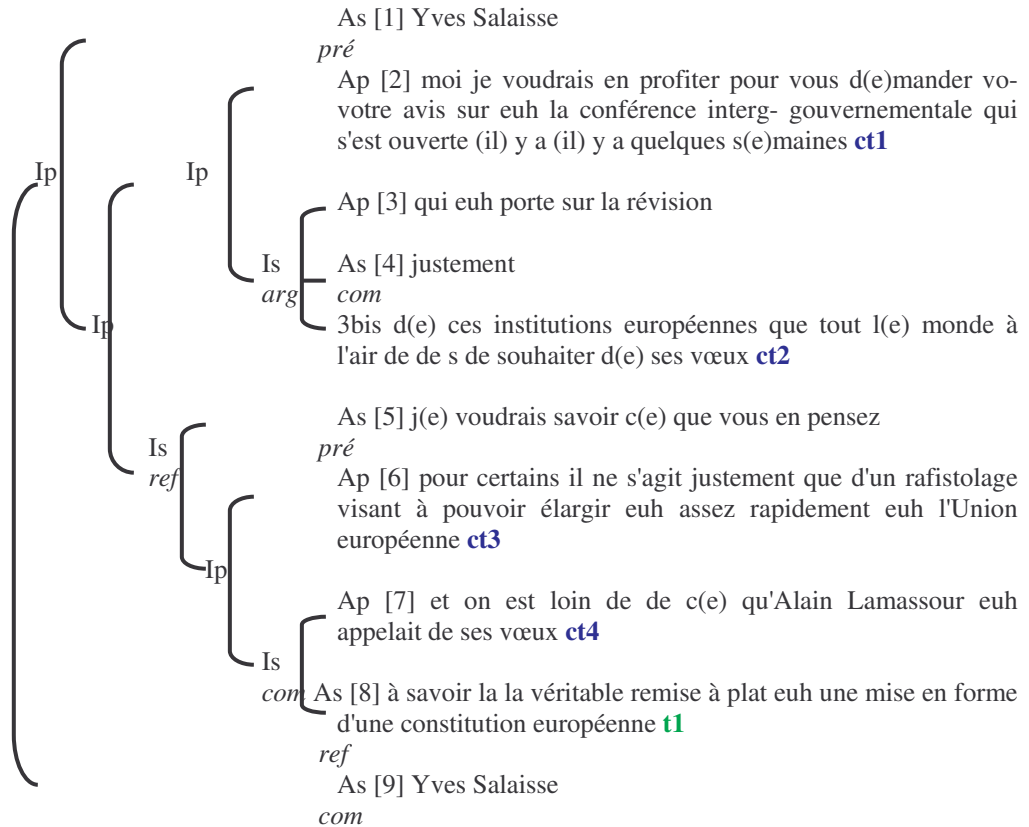 As [1] Yves Salaisse
pré
Ap [2] moi je voudrais en profiter pour vous d(e)mander vo-
votre avis sur euh la conférence interg- gouvernementale qui
s'est ouverte (il) y a (il) y a quelques s(e)maines ct1
Ip
Ip
Ap [3] qui euh porte sur la révision
Is
As [4] justement
arg
com
Ip
3bis d(e) ces institutions européennes que tout l(e) monde à
l'air de de s de souhaiter d(e) ses vœux ct2
As [5] j(e) voudrais savoir c(e) que vous en pensez
Is
pré
ref
Ap [6] pour certains il ne s'agit justement que d'un rafistolage
visant à pouvoir élargir euh assez rapidement euh l'Union
européenne ct3
Ip
Ap [7] et on est loin de de c(e) qu'Alain Lamassour euh
appelait de ses vœux ct4
Is
com As [8] à savoir la la véritable remise à plat euh une mise en forme
d'une constitution européenne t1
ref
As [9] Yves Salaisse
com